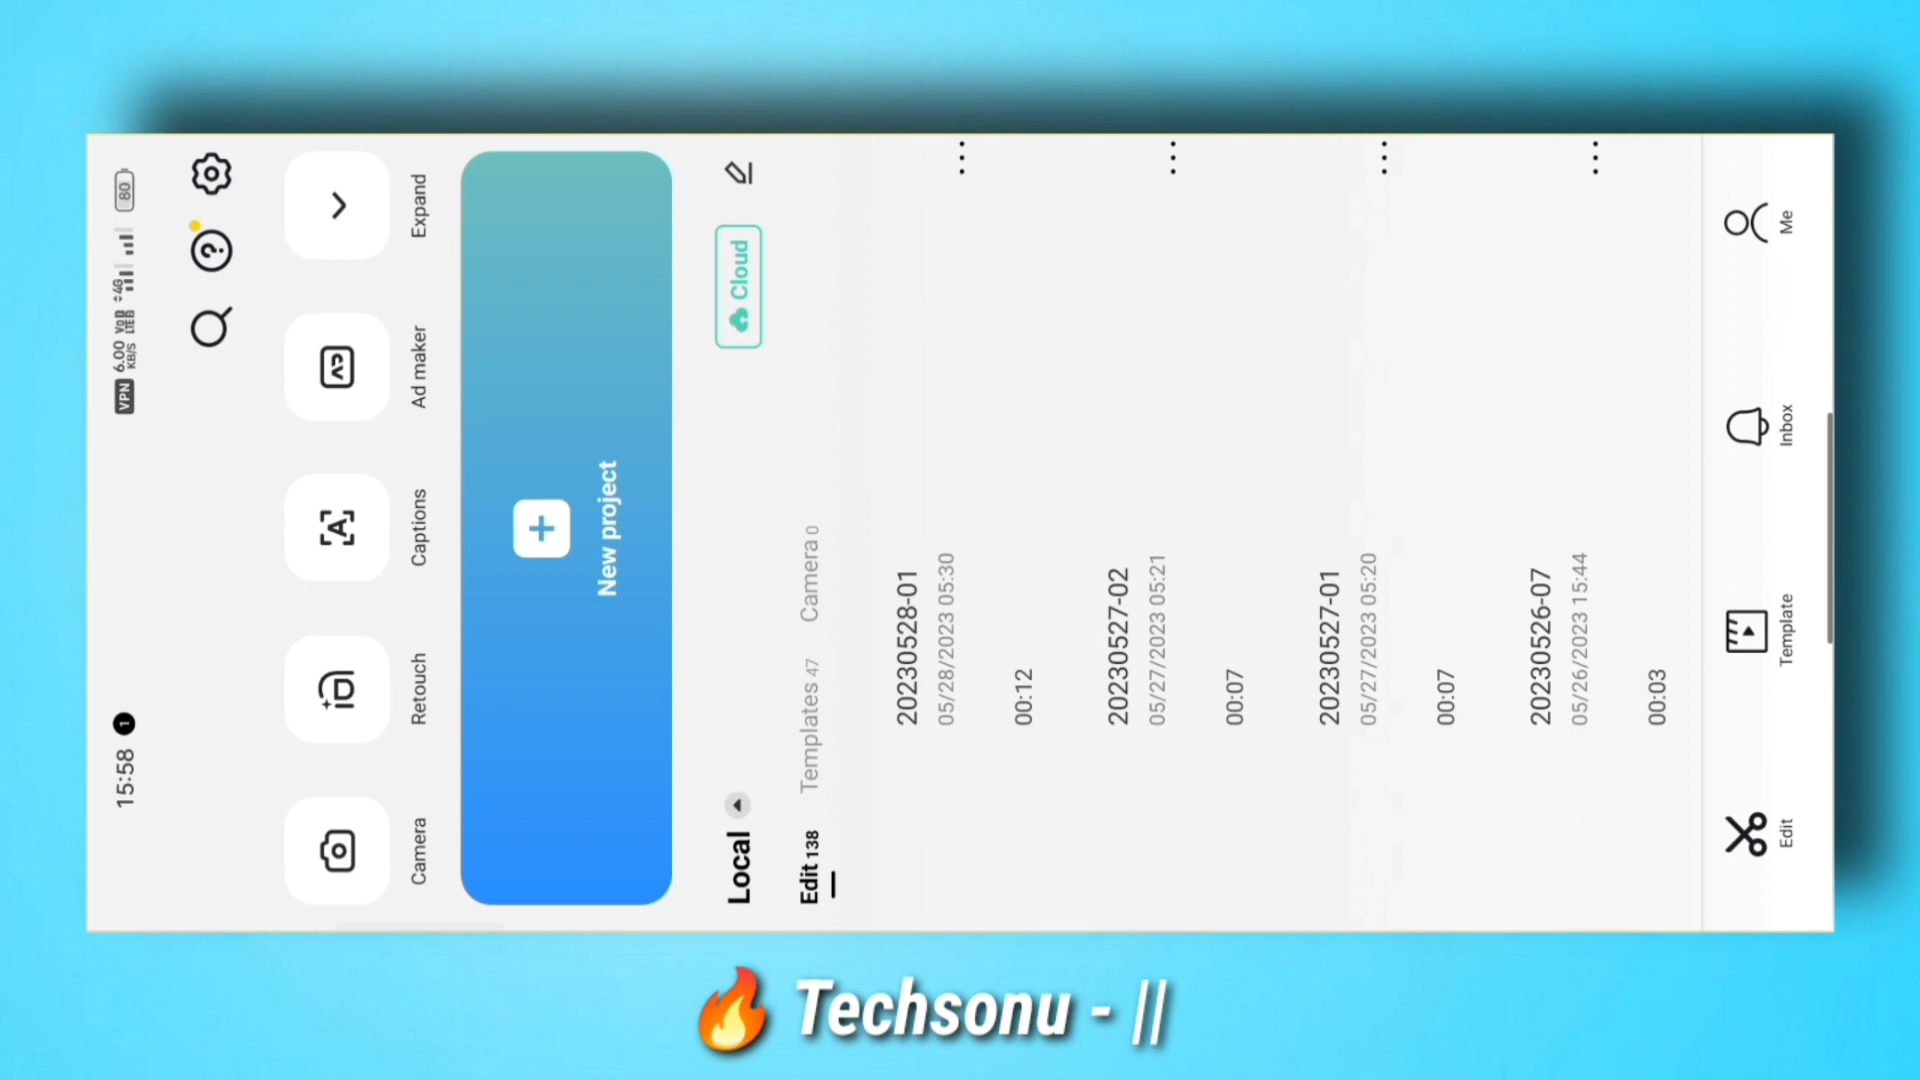 15:58 1 VPN 6.00 KB/S VoD LTEB 4G 80
Camera Retouch Captions Ad maker Expand
New project
Local Cloud
Edit 138 Templates 47 Camera 0
20230528-01
05/28/2023 05:30
00:12
20230527-02
05/27/2023 05:21
00:07
20230527-01
05/27/2023 05:20
00:07
20230526-07
05/26/2023 15:44
00:03
Edit Template Inbox Me
Techsonu - ||